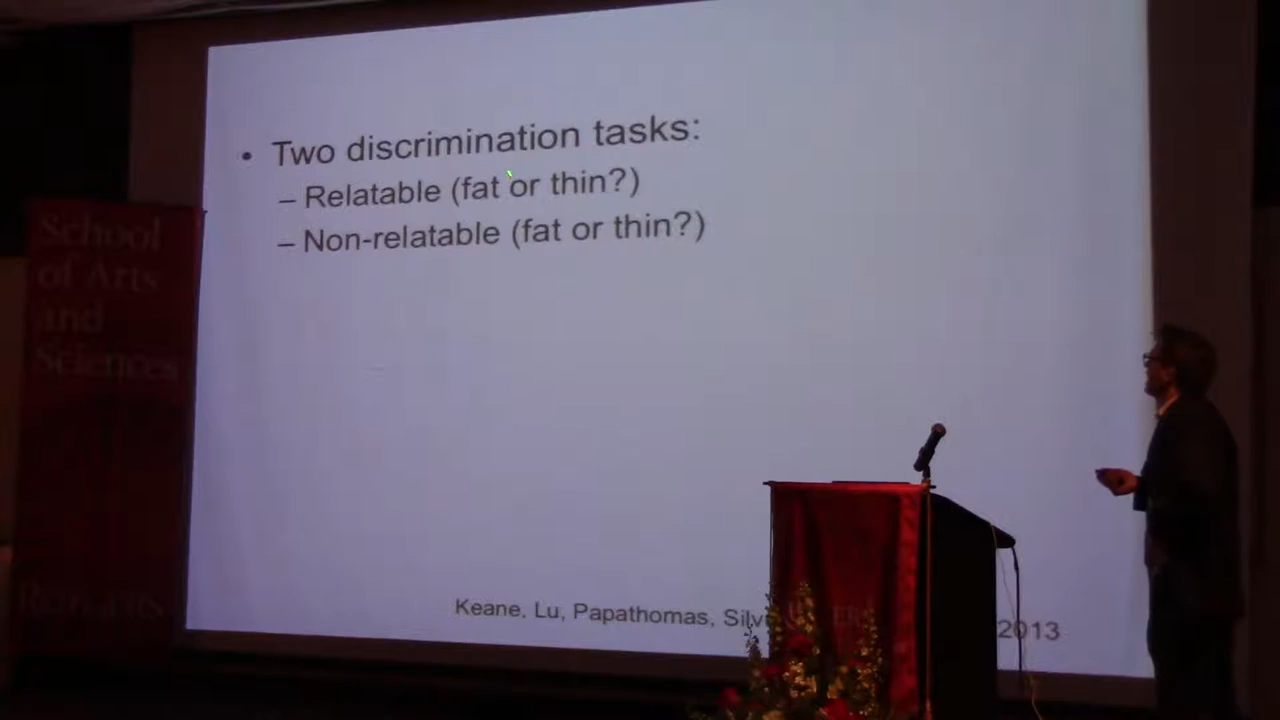 • Two discrimination tasks:
– Relatable (fat or thin?)
– Non-relatable (fat or thin?)
School
of Arts
and
Sciences
RUTGERS
Keane, Lu, Papathomas, Silv
2013